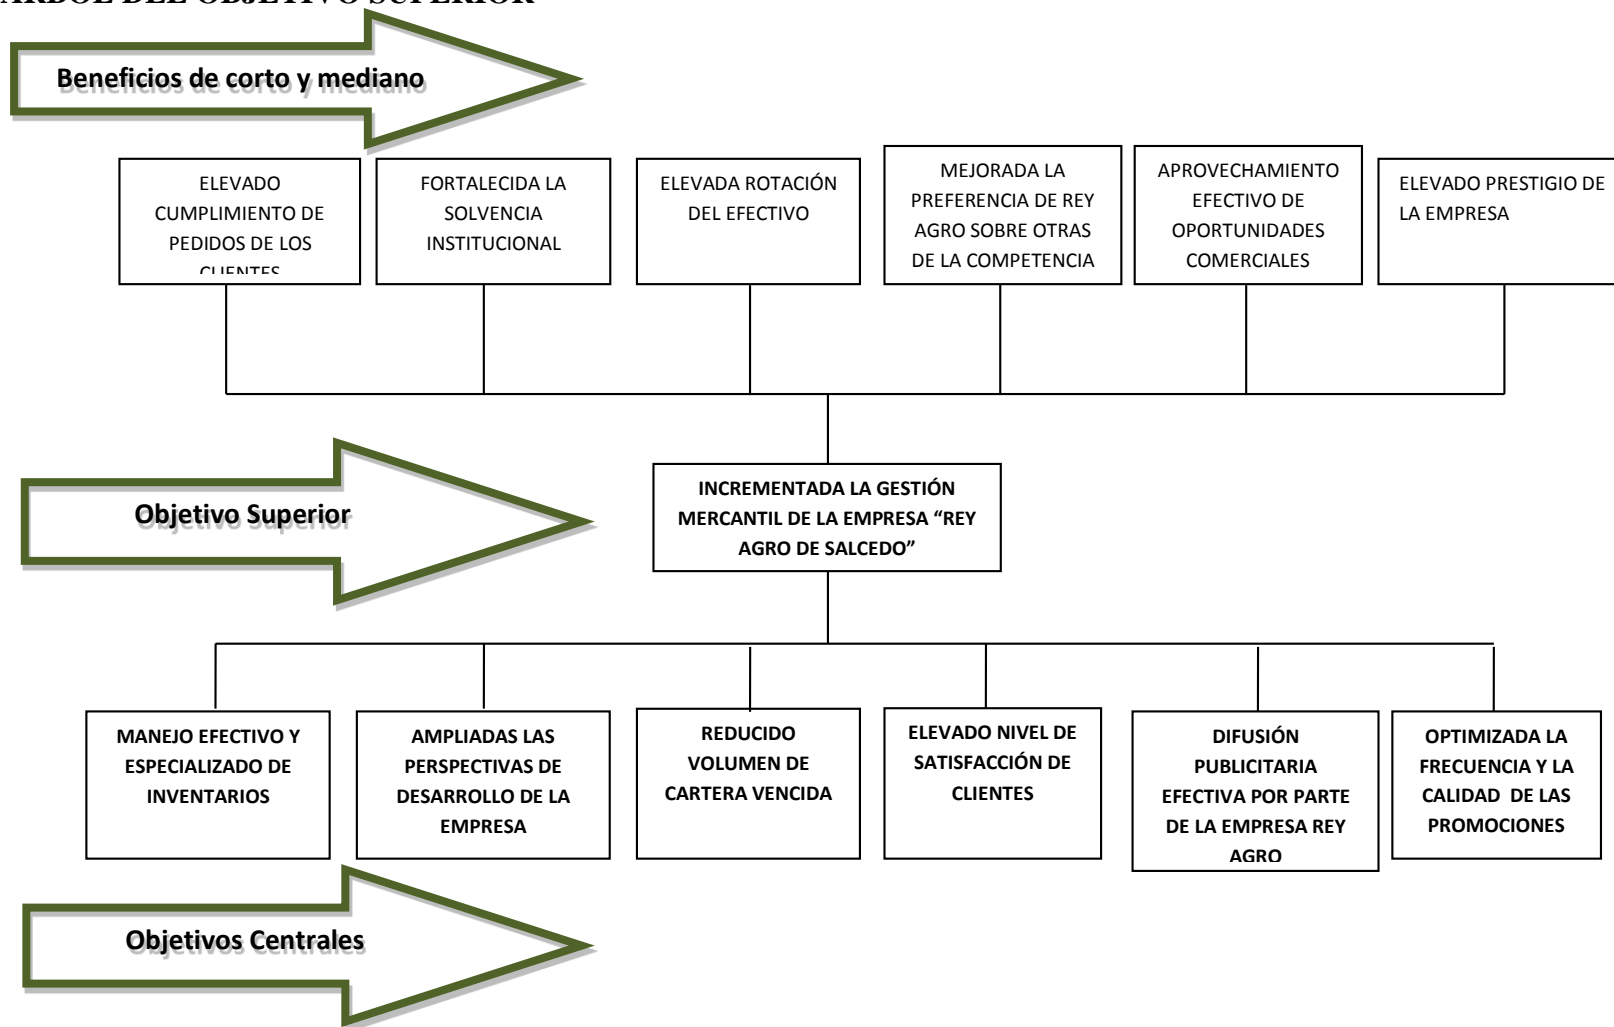 ÁRBOL DEL OBJETIVO SUPERIOR
Beneficios de corto y mediano
ELEVADO
CUMPLIMIENTO DE
PEDIDOS DE LOS
CLIENTES
FORTALECIDA LA
SOLVENCIA
INSTITUCIONAL
ELEVADA ROTACIÓN
DEL EFECTIVO
MEJORADA LA
PREFERENCIA DE REY
AGRO SOBRE OTRAS
DE LA COMPETENCIA
APROVECHAMIENTO
EFECTIVO DE
OPORTUNIDADES
COMERCIALES
ELEVADO PRESTIGIO DE
LA EMPRESA
Objetivo Superior
INCREMENTADA LA GESTIÓN
MERCANTIL DE LA EMPRESA “REY
AGRO DE SALCEDO”
MANEJO EFECTIVO Y
ESPECIALIZADO DE
INVENTARIOS
AMPLIADAS LAS
PERSPECTIVAS DE
DESARROLLO DE LA
EMPRESA
REDUCIDO
VOLUMEN DE
CARTERA VENCIDA
ELEVADO NIVEL DE
SATISFACCIÓN DE
CLIENTES
DIFUSIÓN
PUBLICITARIA
EFECTIVA POR PARTE
DE LA EMPRESA REY
AGRO
OPTIMIZADA LA
FRECUENCIA Y LA
CALIDAD  DE LAS
PROMOCIONES
Objetivos Centrales